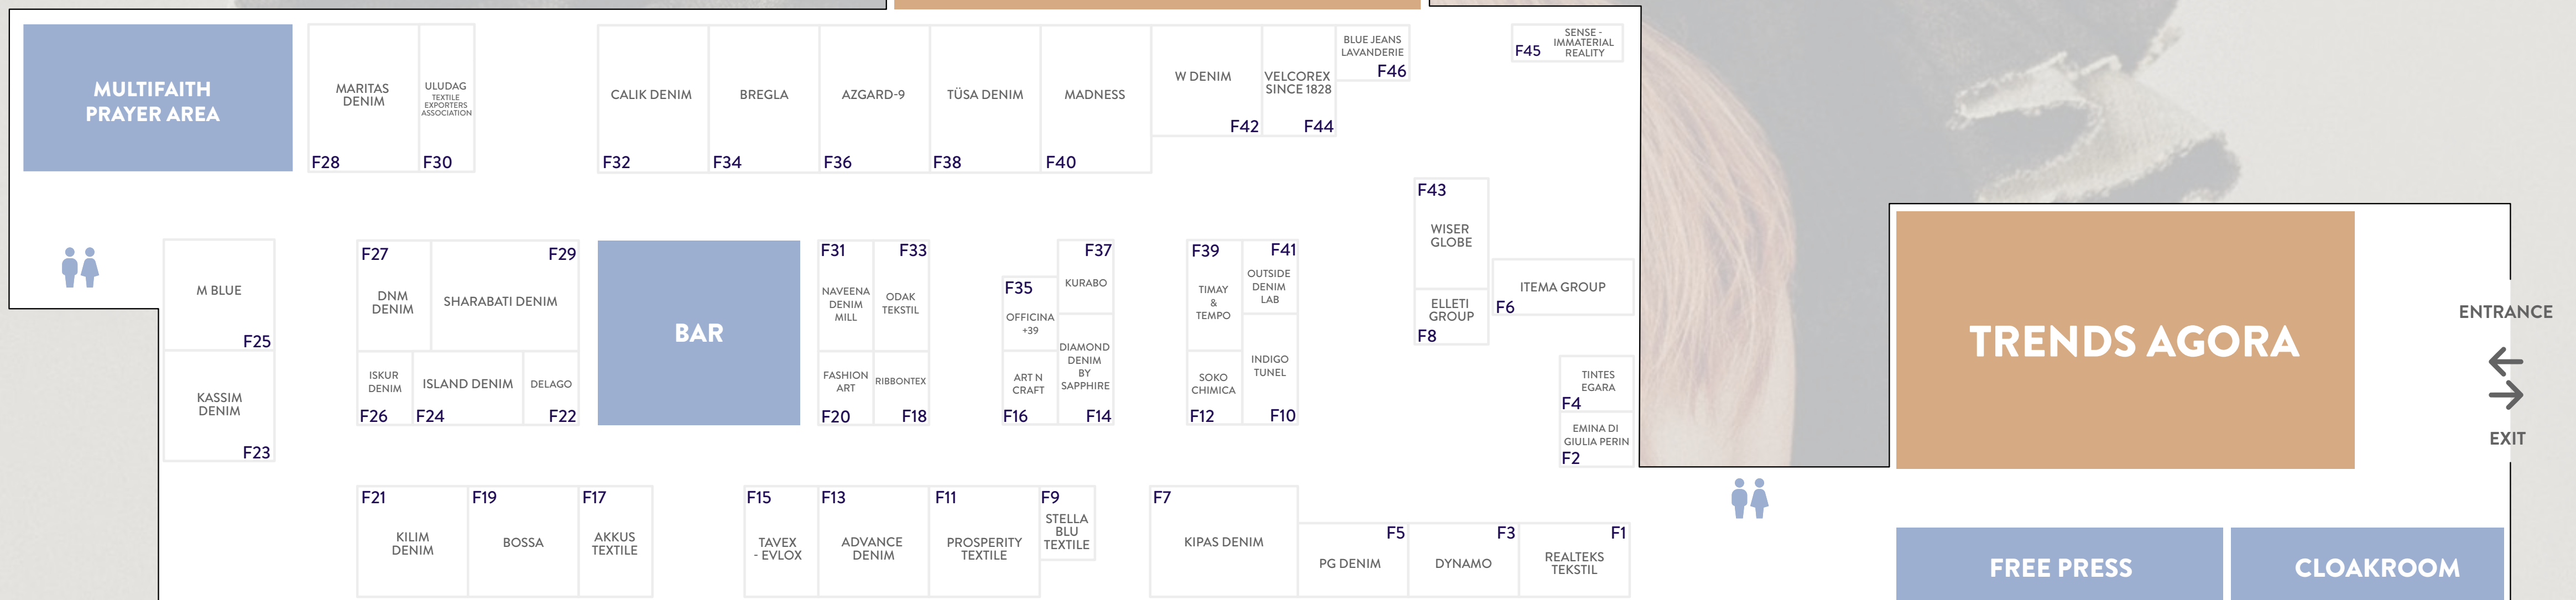 MULTIFAITH
PRAYER AREA
MARITAS
DENIM
F28
ULUDAG
TEXTILE
EXPORTERS
ASSOCIATION
F30
CALIK DENIM
F32
BREGLA
F34
AZGARD-9
F36
TÜSA DENIM
F38
MADNESS
F40
W DENIM
F42
VELCOREX
SINCE 1828
F44
BLUE JEANS
LAVANDERIE
F46
F45
SENSE -
IMMATERIAL
REALITY
F43
WISER
GLOBE
ELLETI
GROUP
F8
ITEMA GROUP
F6
TINTES
EGARA
F4
EMINA DI
GIULIA PERIN
F2
M BLUE
F25
KASSIM
DENIM
F23
F27
DNM
DENIM
F29
SHARABATI DENIM
ISKUR
DENIM
F26
ISLAND DENIM
F24
DELAGO
F22
BAR
F31
NAVEENA
DENIM
MILL
F33
ODAK
TEKSTIL
FASHION
ART
F20
RIBBONTEX
F18
F35
OFFICINA
+39
F37
KURABO
ART N
CRAFT
F16
DIAMOND
DENIM
BY
SAPPHIRE
F14
F39
TIMAY
&
TEMPO
F41
OUTSIDE
DENIM
LAB
SOKO
CHIMICA
F12
INDIGO
TUNEL
F10
F21
KILIM
DENIM
F19
BOSSA
F17
AKKUS
TEXTILE
F15
TAVEX
- EVLOX
F13
ADVANCE
DENIM
F11
PROSPERITY
TEXTILE
F9
STELLA
BLU
TEXTILE
F7
KIPAS DENIM
F5
PG DENIM
F3
DYNAMO
F1
REALTEKS
TEKSTIL
TRENDS AGORA
ENTRANCE
EXIT
FREE PRESS
CLOAKROOM